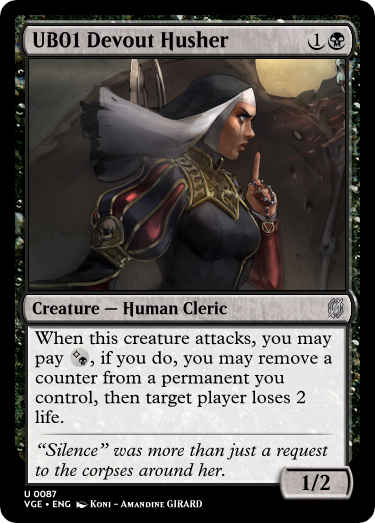 UB01 Devout Husher
1
Creature — Human Cleric
When this creature attacks, you may
pay , if you do, you may remove a
counter from a permanent you
control, then target player loses 2
life.
“Silence” was more than just a request
to the corpses around her.
1/2
U 0087
VGE • ENG Koni – Amandine GIRARD